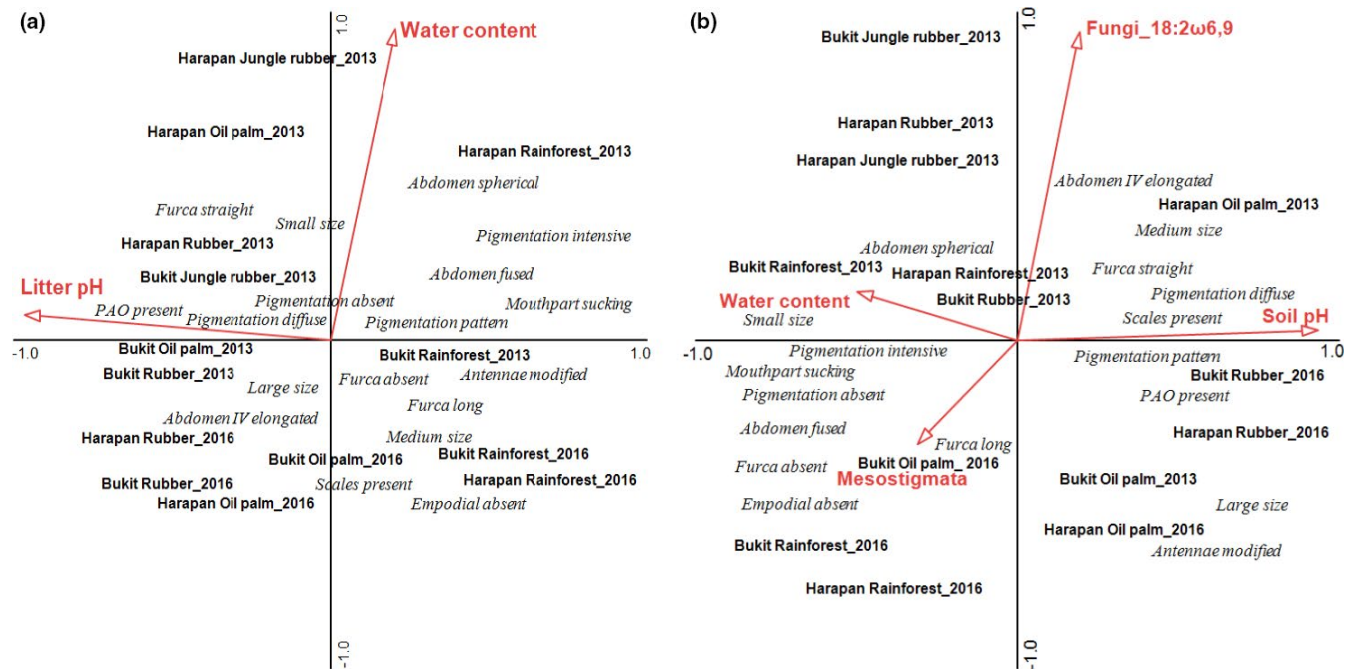 (a)
1.0
Water content
Harapan Jungle rubber_2013
Harapan Oil palm_2013
Harapan Rainforest_2013
Abdomen spherical
Furca straight
Small size
Pigmentation intensive
Harapan Rubber_2013
Bukit Jungle rubber_2013
Abdomen fused
Litter pH
PAO present
Pigmentation absent
Mouthpart sucking
Pigmentation diffuse
Pigmentation pattern
-1.0
1.0
Bukit Oil palm_2013
Bukit Rainforest_2013
Bukit Rubber_2013
Large size
Furca absent
Antennae modified
Abdomen IV elongated
Furca long
Harapan Rubber_2016
Medium size
Bukit Oil palm_2016
Bukit Rainforest_2016
Bukit Rubber_2016
Scales present
Harapan Rainforest_2016
Harapan Oil palm_2016
Empodial absent
-1.0
(b)
1.0
Bukit Jungle rubber_2013
Fungi_18:2ω6,9
Harapan Rubber_2013
Harapan Jungle rubber_2013
Abdomen IV elongated
Harapan Oil palm_2013
Medium size
Abdomen spherical
Bukit Rainforest_2013
Harapan Rainforest_2013
Furca straight
Water content
Bukit Rubber_2013
Pigmentation diffuse
Small size
Scales present
Soil pH
-1.0
1.0
Pigmentation intensive
Pigmentation pattern
Mouthpart sucking
Bukit Rubber_2016
Pigmentation absent
PAO present
Abdomen fused
Harapan Rubber_2016
Furca long
Furca absent
Bukit Oil palm_ 2016
Mesostigmata
Bukit Oil palm_2013
Empodial absent
Large size
Harapan Oil palm_2016
Bukit Rainforest_2016
Antennae modified
Harapan Rainforest_2016
-1.0